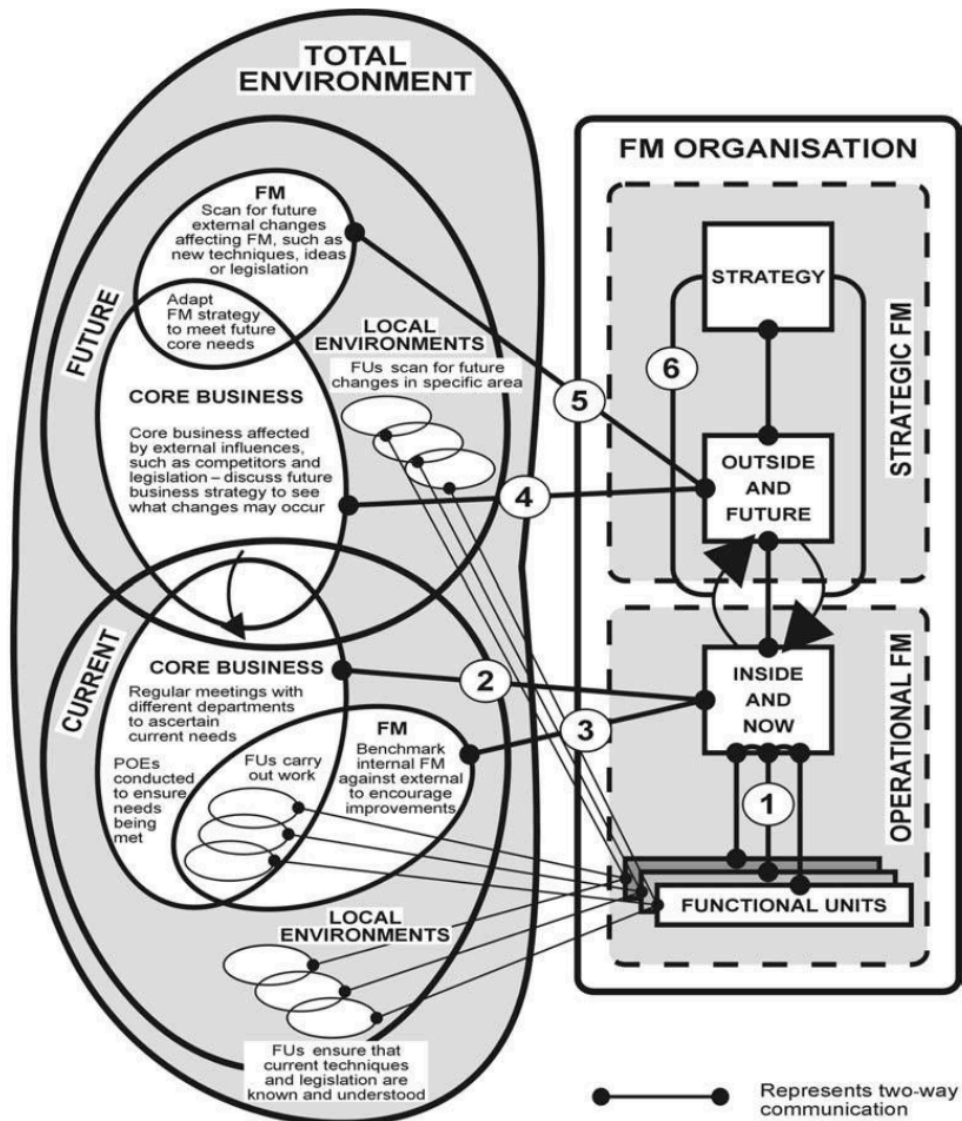 TOTAL
ENVIRONMENT
FM
Scan for future
external changes
affecting FM, such as
new techniques, ideas
or legislation
Adapt
FM strategy
to meet future
core needs
FUTURE
LOCAL
ENVIRONMENTS
FUs scan for future
changes in specific area
CORE BUSINESS
Core business affected
by external influences,
such as competitors and
legislation – discuss future
business strategy to see
what changes may occur
CURRENT
CORE BUSINESS
Regular meetings with
different departments
to ascertain
current needs
POEs
conducted
to ensure
needs
being
met
FUs carry
out work
FM
Benchmark
internal FM
against external
to encourage
improvements
LOCAL
ENVIRONMENTS
FUs ensure that
current techniques
and legislation are
known and understood
5
4
2
3
FM ORGANISATION
STRATEGY
6
STRATEGIC FM
OUTSIDE
AND
FUTURE
INSIDE
AND
NOW
1
OPERATIONAL FM
FUNCTIONAL UNITS
Represents two-way
communication